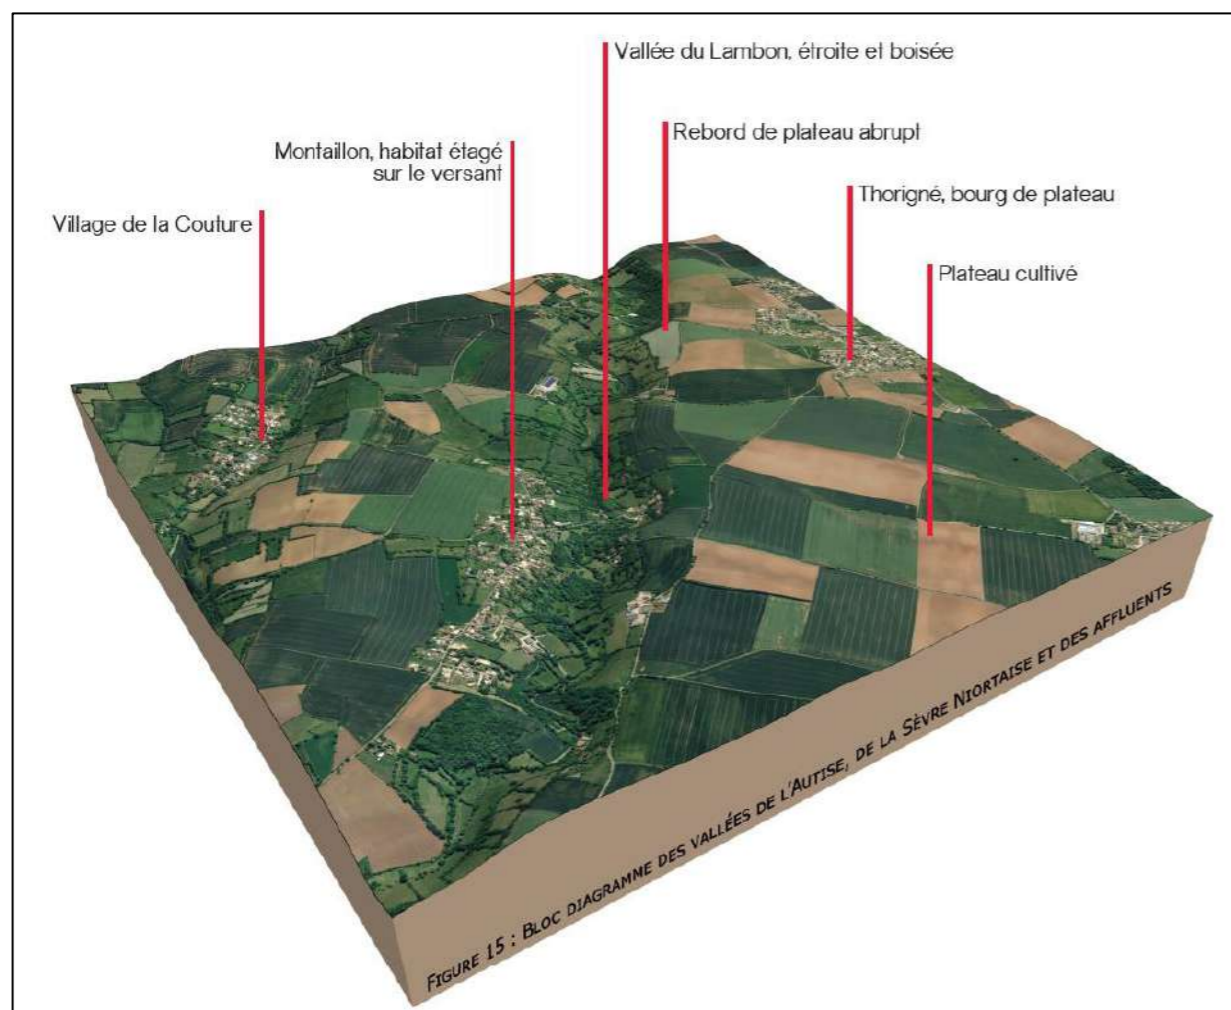 Vallée du Lambon, étroite et boisée
Rebord de plateau abrupt
Montaillon, habitat étagé
sur le versant
Thorigné, bourg de plateau
Village de la Couture
Plateau cultivé
FIGURE 15 : BLOC DIAGRAMME DES VALLÉES DE L'AUTISE, DE LA SÈVRE NIORTAISE ET DES AFFLUENTS